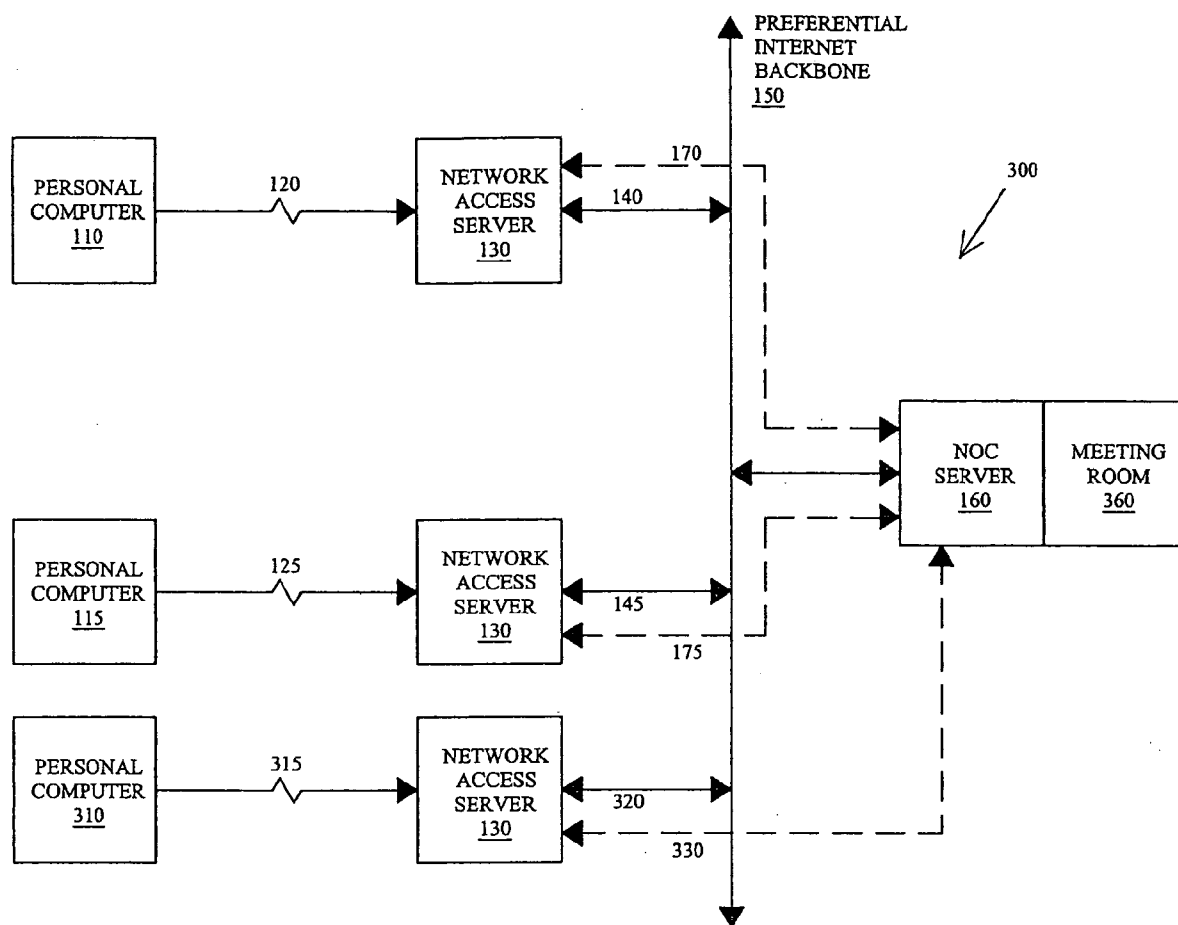 PREFERENTIAL
INTERNET
BACKBONE
150
PERSONAL
COMPUTER
110
120
NETWORK
ACCESS
SERVER
130
170
140
300
NOC
SERVER
160
MEETING
ROOM
360
PERSONAL
COMPUTER
115
125
NETWORK
ACCESS
SERVER
130
145
175
PERSONAL
COMPUTER
310
315
NETWORK
ACCESS
SERVER
130
320
330